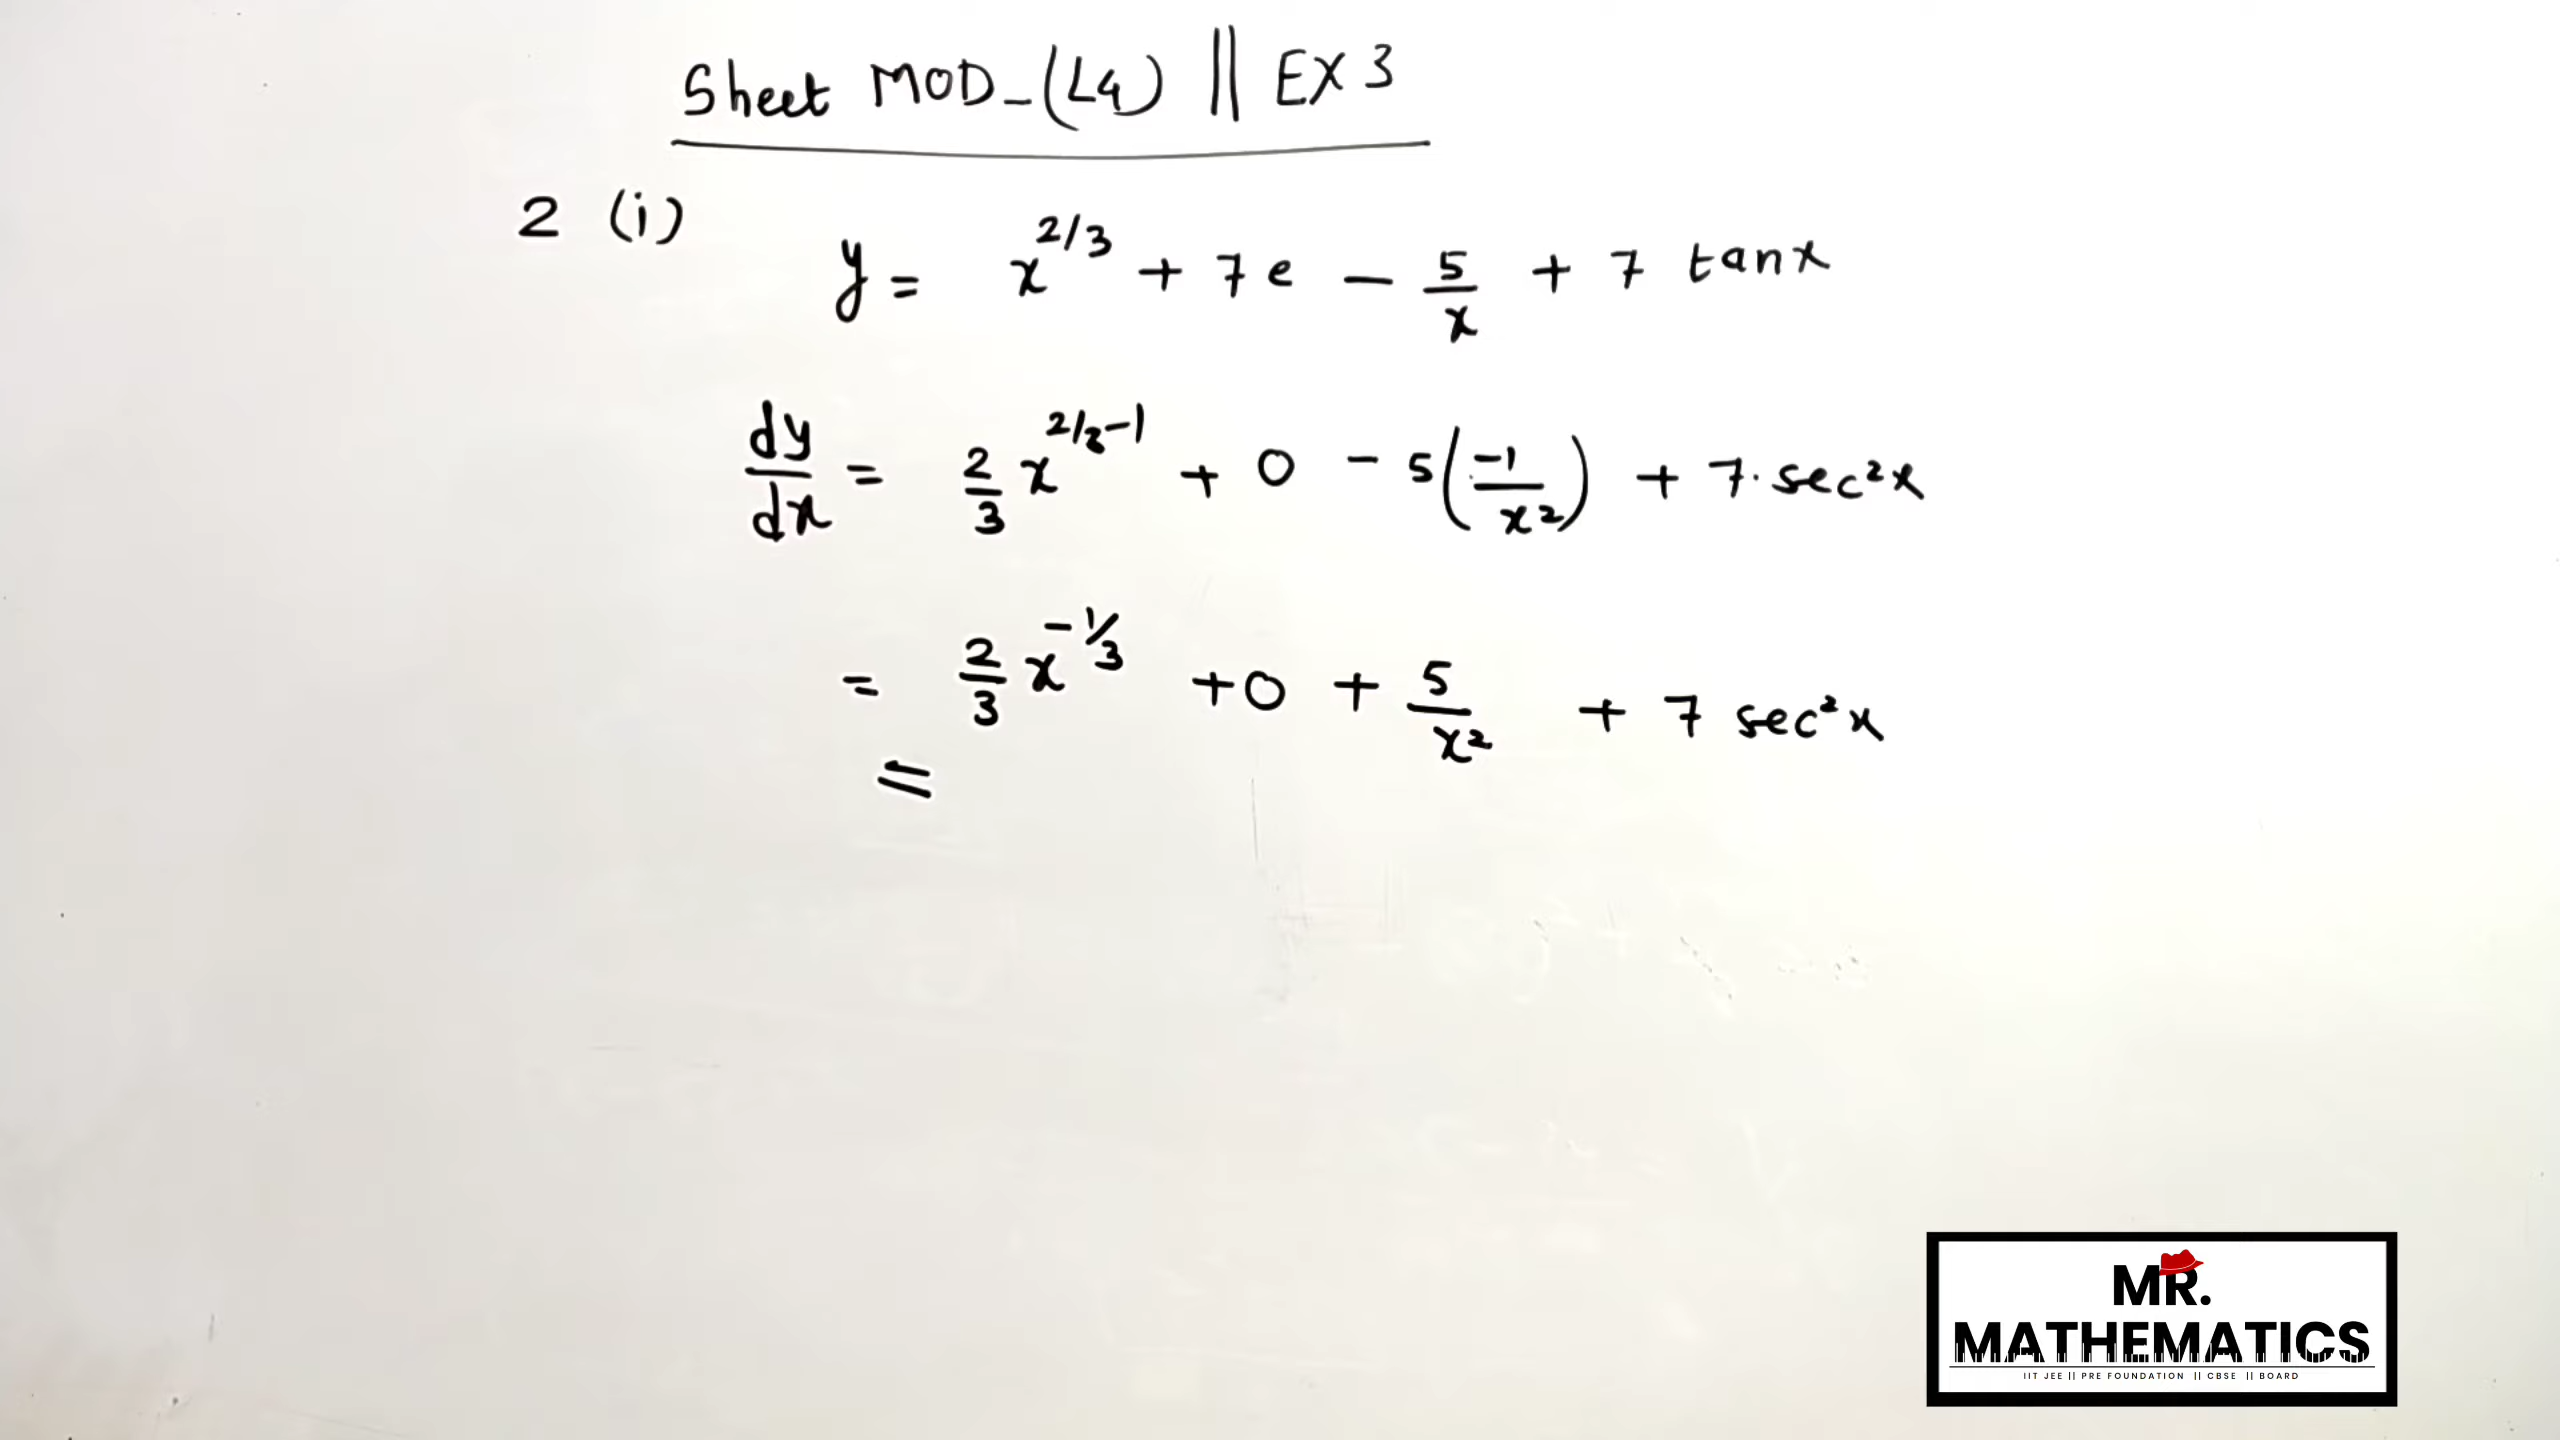 Sheet MOD_(L4) || EX 3
2 (i) y = x^2/3 + 7e - 5/x + 7 tanx
dy/dx = 2/3 x^2/3-1 + 0 - 5(-1/x²) + 7. sec²x
= 2/3 x^-1/3 +0 + 5/x² + 7 sec²x
=
MR.
MATHEMATICS
IIT JEE || PRE FOUNDATION || CBSE || BOARD